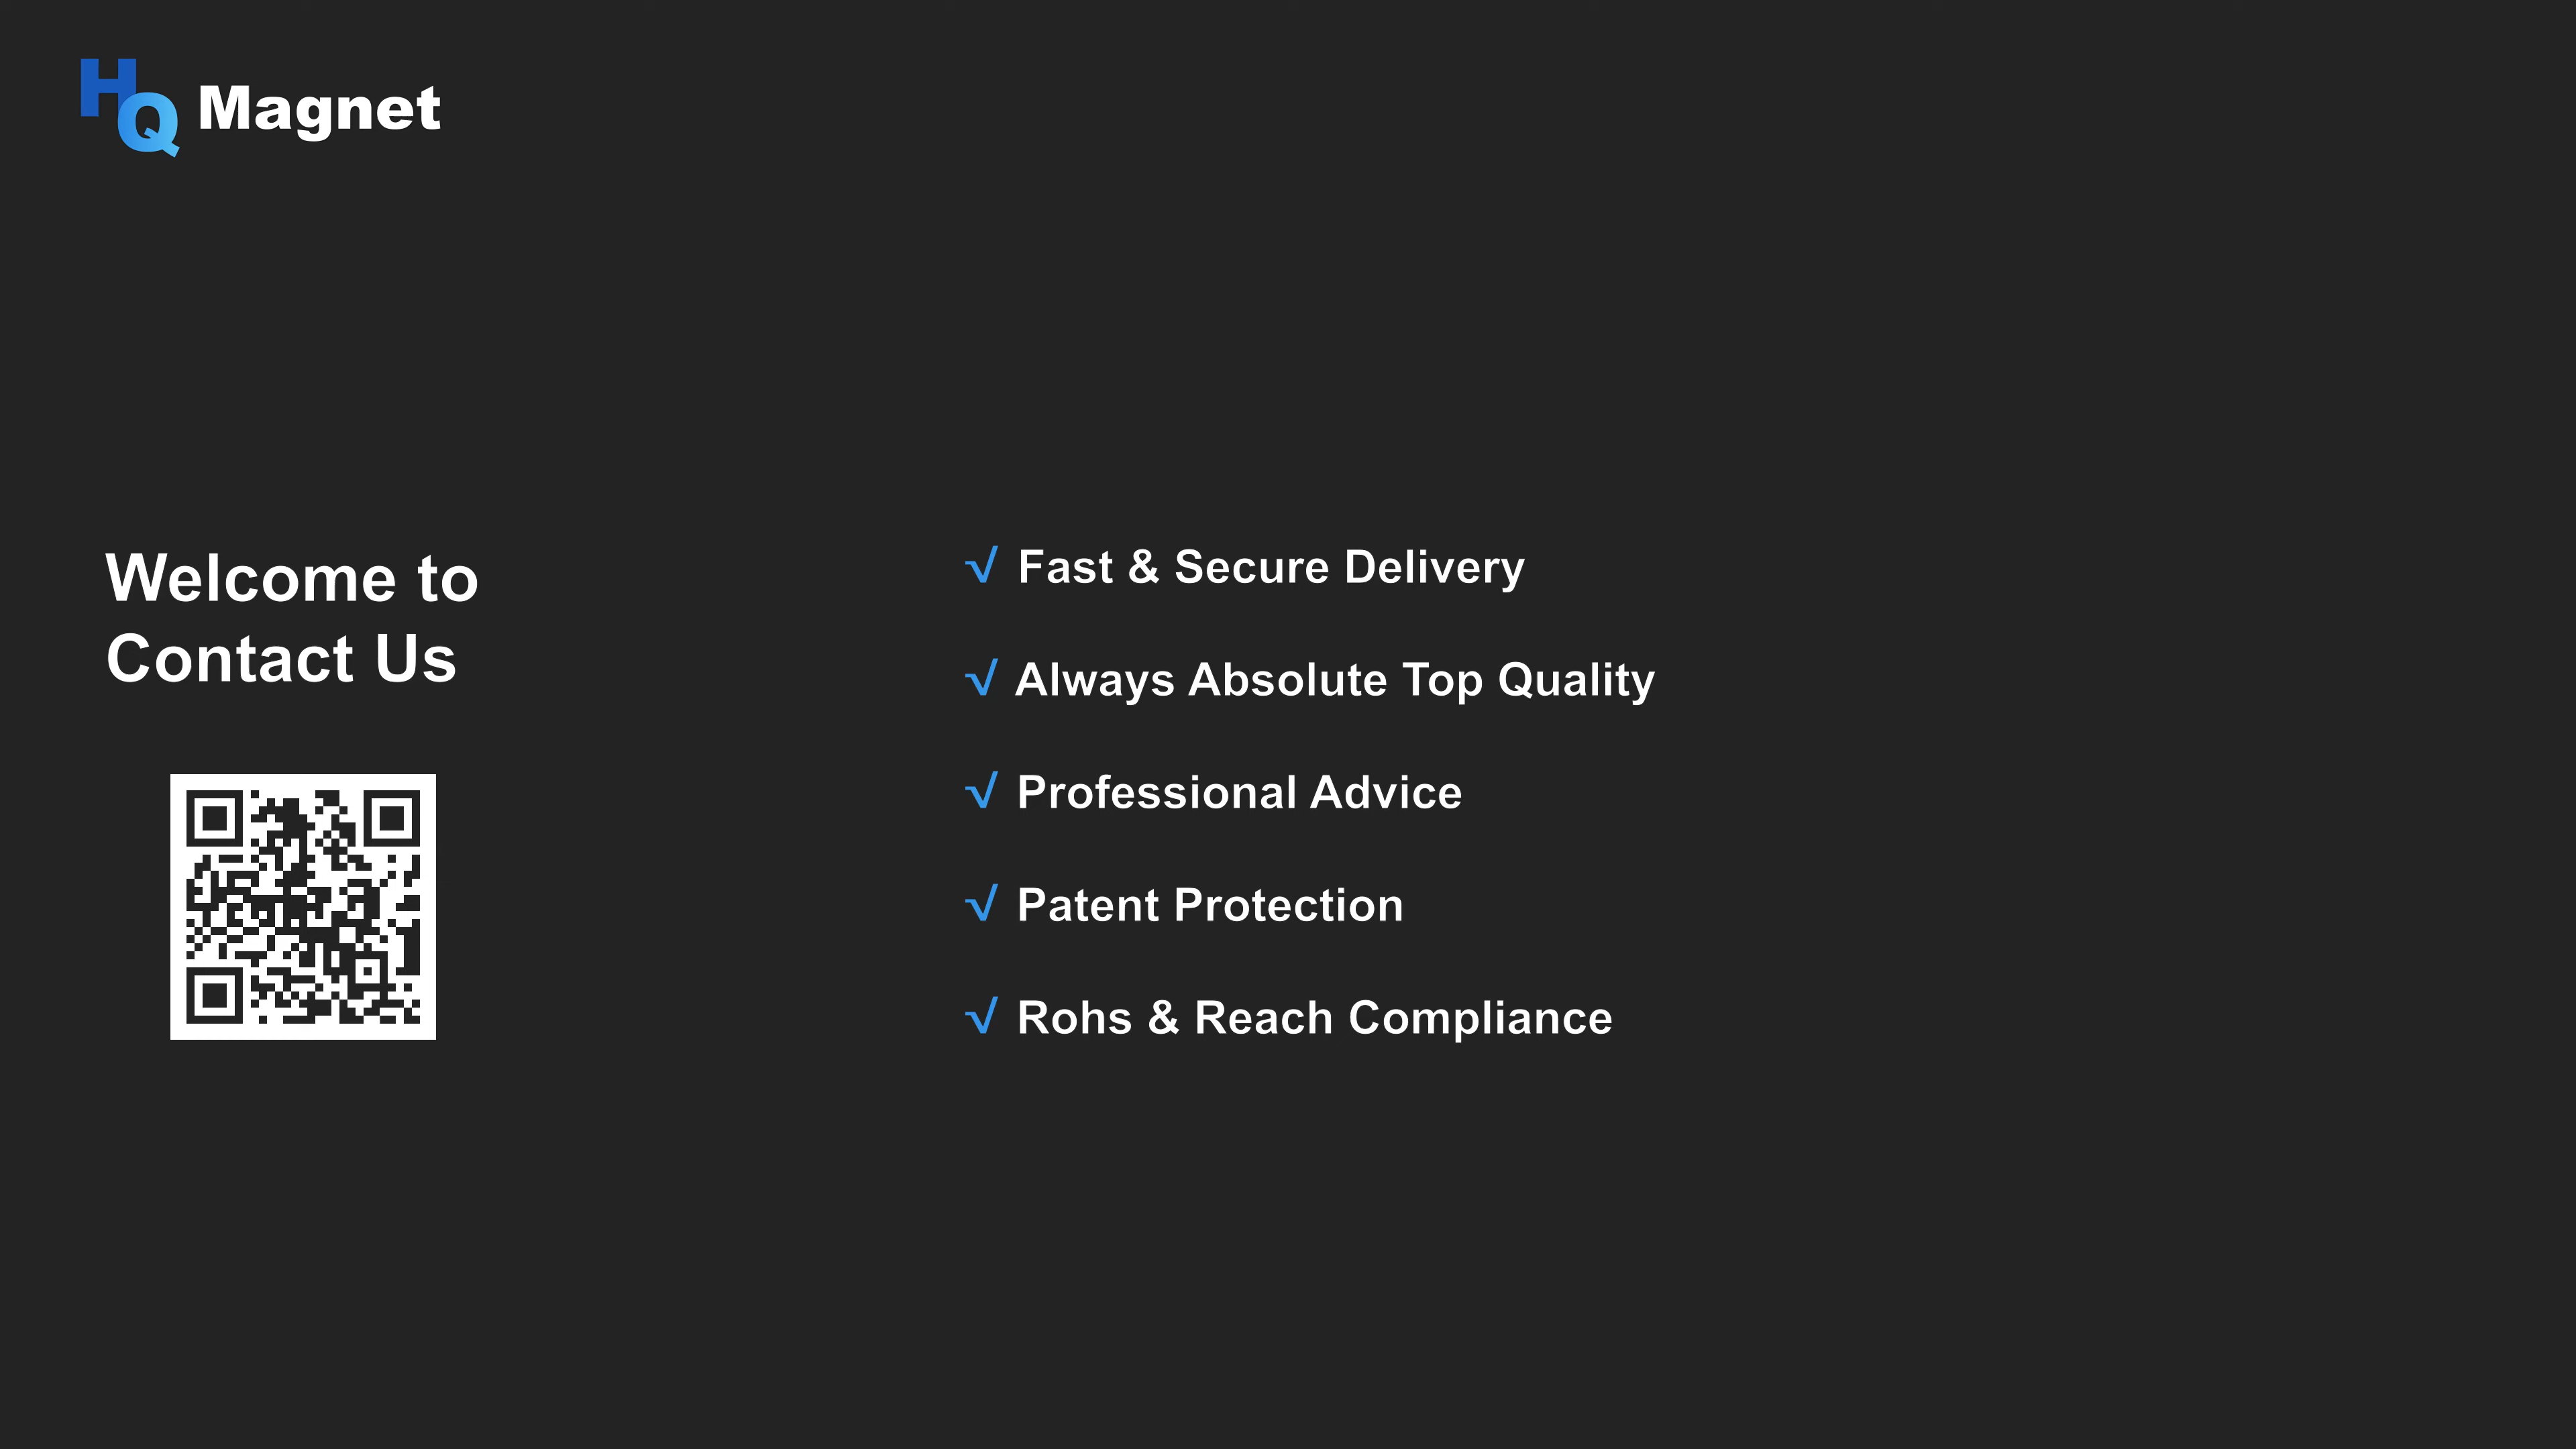 HQ Magnet
Welcome to
Contact Us
√ Fast & Secure Delivery
√ Always Absolute Top Quality
√ Professional Advice
√ Patent Protection
√ Rohs & Reach Compliance